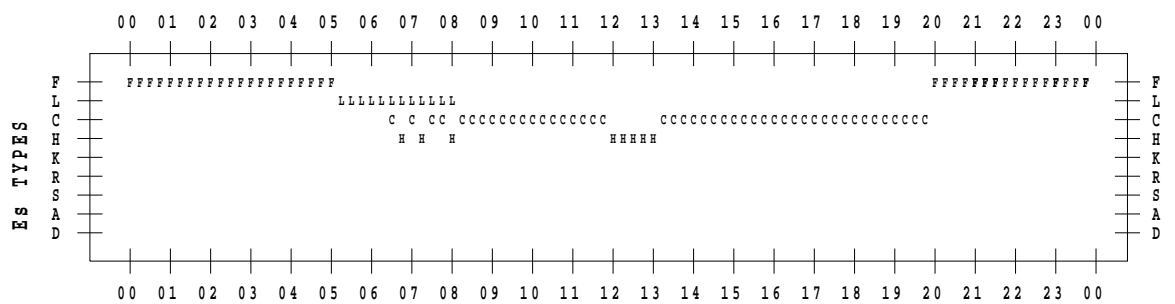 00 01 02 03 04 05 06 07 08 09 10 11 12 13 14 15 16 17 18 19 20 21 22 23 00
F FFFFFFFFFFFFFFFFFFFFF FFFFFFFFFFFFFFFF F
L LLLLLLLLLLLL L
C C C CC CCCCCCCCCCCCCCC CCCCCCCCCCCCCCCCCCCCCCCCCCC C
H H H H HHHHH H
K K
R R
S S
A A
D D
Es TYPES
00 01 02 03 04 05 06 07 08 09 10 11 12 13 14 15 16 17 18 19 20 21 22 23 00